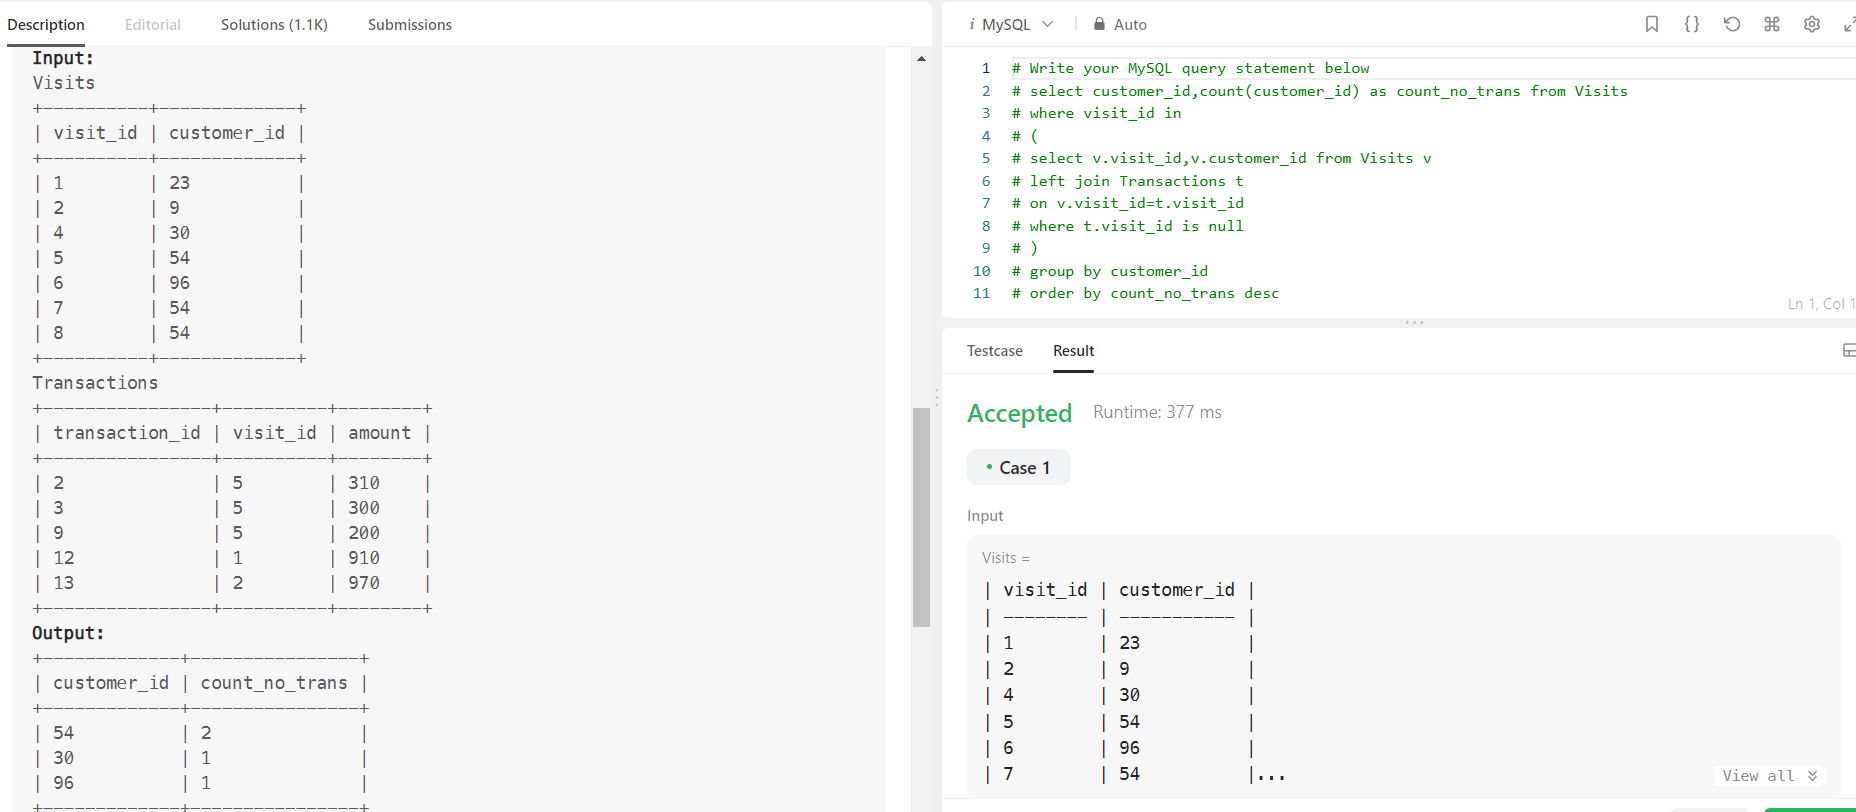 Description Editorial Solutions (1.1K) Submissions
Input:
Visits
+----------+-------------+
| visit_id | customer_id |
+----------+-------------+
| 1        | 23          |
| 2        | 9           |
| 4        | 30          |
| 5        | 54          |
| 6        | 96          |
| 7        | 54          |
| 8        | 54          |
+----------+-------------+
Transactions
+----------------+----------+--------+
| transaction_id | visit_id | amount |
+----------------+----------+--------+
| 2              | 5        | 310    |
| 3              | 5        | 300    |
| 9              | 5        | 200    |
| 12             | 1        | 910    |
| 13             | 2        | 970    |
+----------------+----------+--------+
Output:
+-------------+----------------+
| customer_id | count_no_trans |
+-------------+----------------+
| 54          | 2              |
| 30          | 1              |
| 96          | 1              |
+-------------+----------------+
i MySQL Auto
1 # Write your MySQL query statement below
2 # select customer_id,count(customer_id) as count_no_trans from Visits
3 # where visit_id in
4 # (
5 # select v.visit_id,v.customer_id from Visits v
6 # left join Transactions t
7 # on v.visit_id=t.visit_id
8 # where t.visit_id is null
9 # )
10 # group by customer_id
11 # order by count_no_trans desc
Ln 1, Col 1
Testcase Result
Accepted Runtime: 377 ms
• Case 1
Input
Visits =
| visit_id | customer_id |
| -------- | ----------- |
| 1        | 23          |
| 2        | 9           |
| 4        | 30          |
| 5        | 54          |
| 6        | 96          |
| 7        | 54          |...
View all